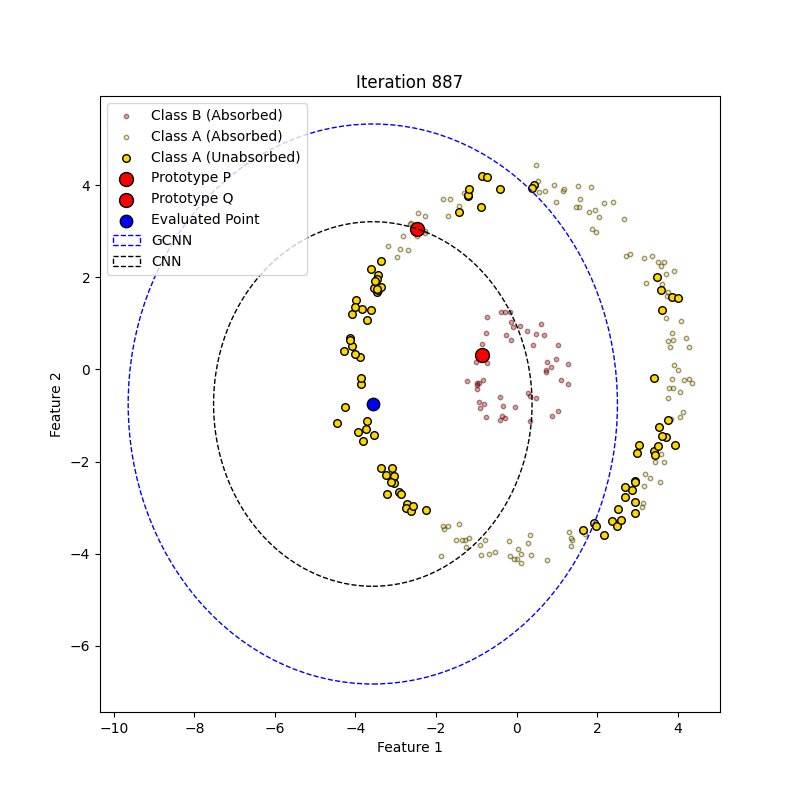 Iteration 887
Class B (Absorbed)
Class A (Absorbed)
Class A (Unabsorbed)
Prototype P
Prototype Q
Evaluated Point
GCNN
CNN
4
2
0
−2
−4
−6
Feature 2
−10 −8 −6 −4 −2 0 2 4
Feature 1